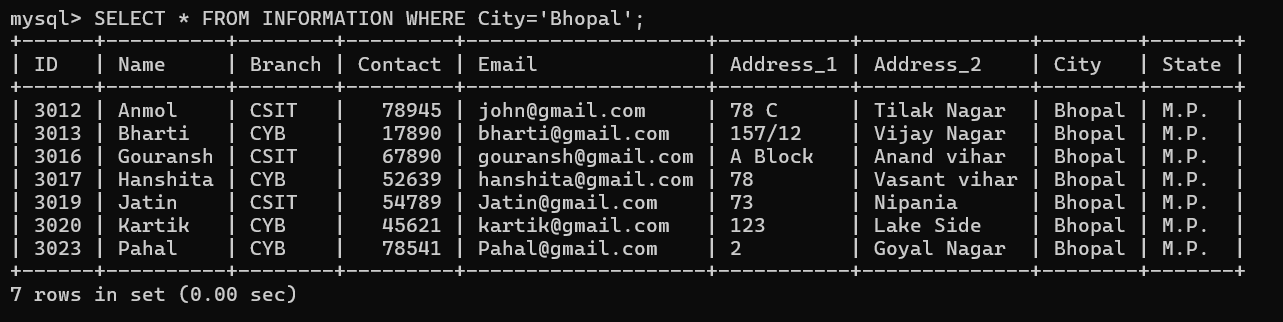 mysql> SELECT * FROM INFORMATION WHERE City='Bhopal';
+------+----------+--------+---------+--------------------+-----------+--------------+--------+-------+
| ID   | Name     | Branch | Contact | Email              | Address_1 | Address_2    | City   | State |
+------+----------+--------+---------+--------------------+-----------+--------------+--------+-------+
| 3012 | Anmol    | CSIT   |   78945 | john@gmail.com     | 78 C      | Tilak Nagar  | Bhopal | M.P.  |
| 3013 | Bharti   | CYB    |   17890 | bharti@gmail.com   | 157/12    | Vijay Nagar  | Bhopal | M.P.  |
| 3016 | Gouransh | CSIT   |   67890 | gouransh@gmail.com | A Block   | Anand vihar  | Bhopal | M.P.  |
| 3017 | Hanshita | CYB    |   52639 | hanshita@gmail.com | 78        | Vasant vihar | Bhopal | M.P.  |
| 3019 | Jatin    | CSIT   |   54789 | Jatin@gmail.com    | 73        | Nipania      | Bhopal | M.P.  |
| 3020 | Kartik   | CYB    |   45621 | kartik@gmail.com   | 123       | Lake Side    | Bhopal | M.P.  |
| 3023 | Pahal    | CYB    |   78541 | Pahal@gmail.com    | 2         | Goyal Nagar  | Bhopal | M.P.  |
+------+----------+--------+---------+--------------------+-----------+--------------+--------+-------+
7 rows in set (0.00 sec)